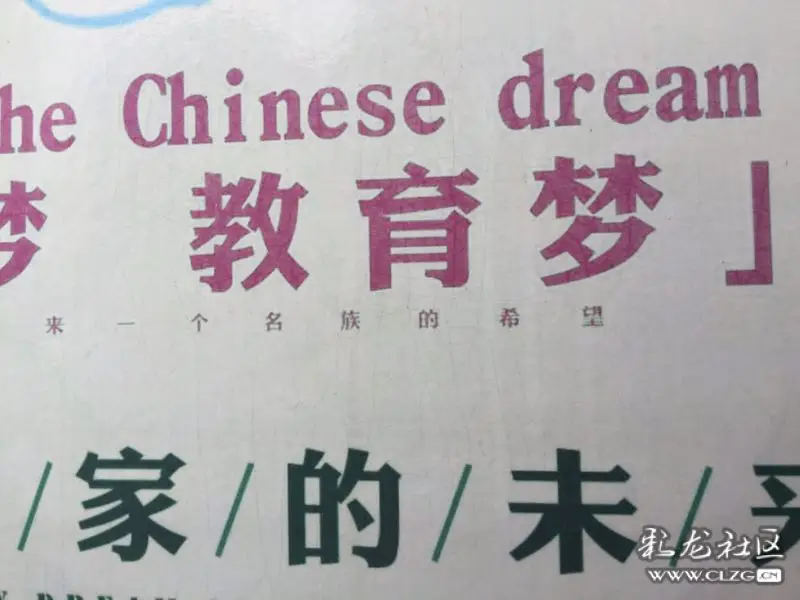 he Chinese dream
梦 教育梦」
来一个名族的希望
/家/的/未/来
彩龙社区
WWW.CLZG.CN